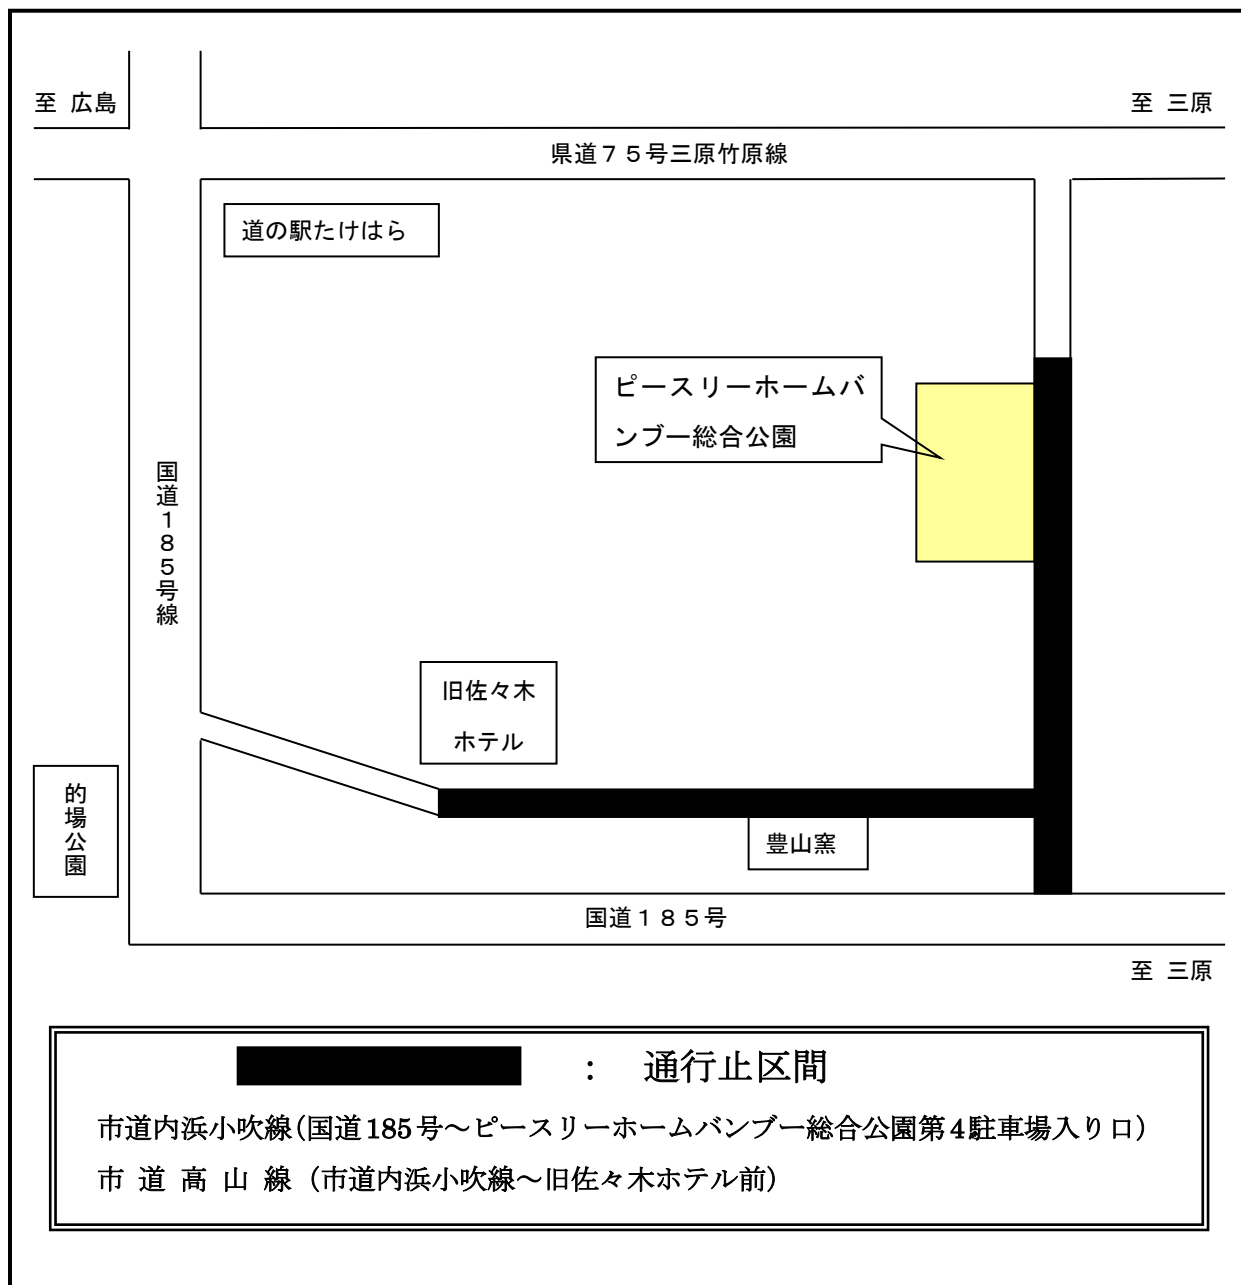 至 広島
至 三原
県道７５号三原竹原線
道の駅たけはら
ピースリーホームバ
ンブー総合公園
国道１８５号線
旧佐々木
ホテル
的場公園
豊山窯
国道１８５号
至 三原
： 通行止区間
市道内浜小吹線（国道185号～ピースリーホームバンブー総合公園第4駐車場入り口）
市 道 高 山 線（市道内浜小吹線～旧佐々木ホテル前）